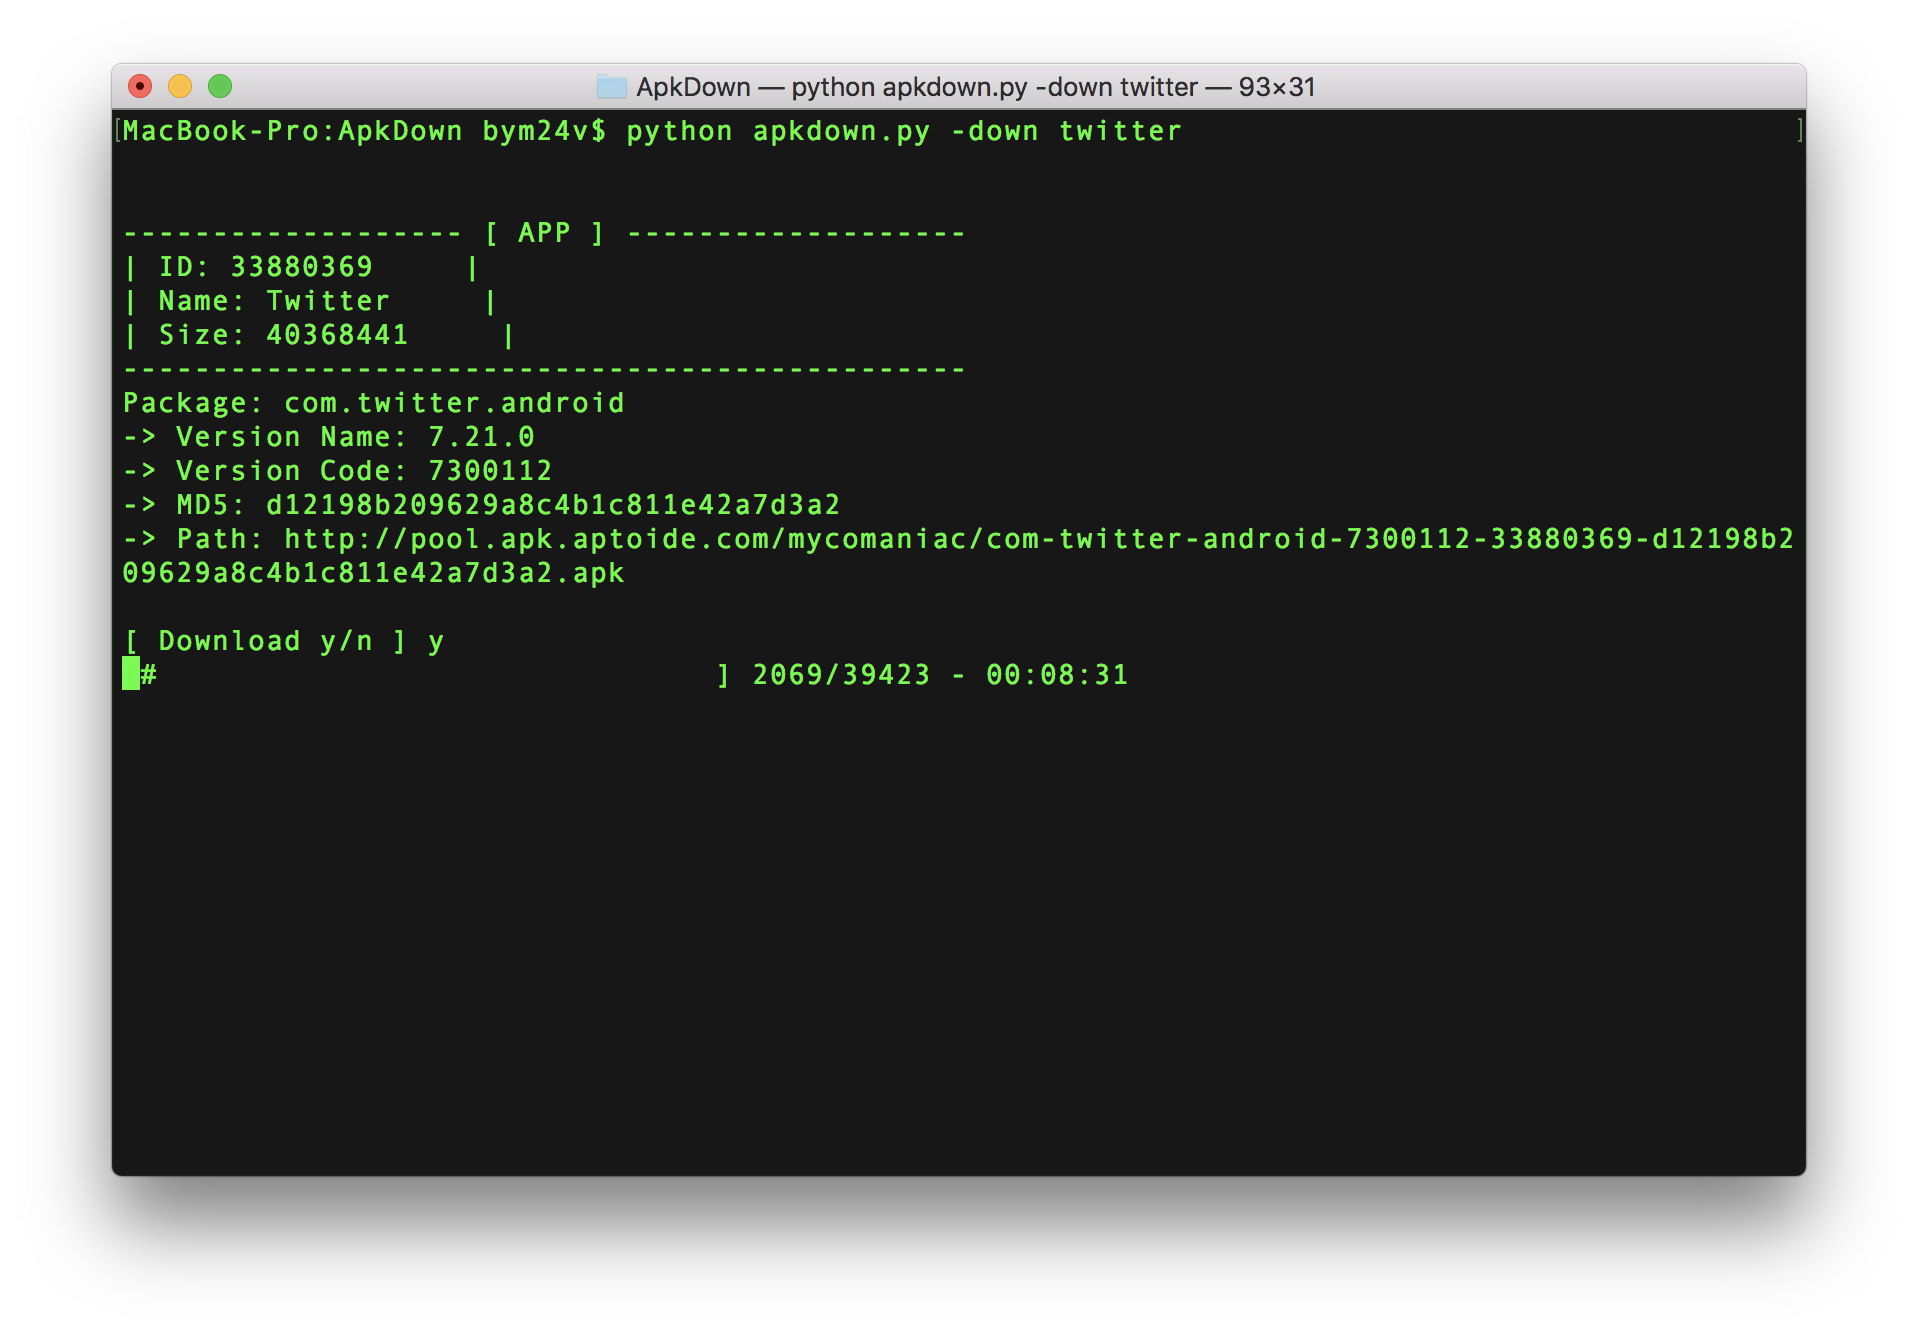 ApkDown — python apkdown.py -down twitter — 93×31
[MacBook-Pro:ApkDown bym24v$ python apkdown.py -down twitter ]
------------------- [ APP ] -------------------
| ID: 33880369     |
| Name: Twitter     |
| Size: 40368441     |
-----------------------------------------------
Package: com.twitter.android
-> Version Name: 7.21.0
-> Version Code: 7300112
-> MD5: d12198b209629a8c4b1c811e42a7d3a2
-> Path: http://pool.apk.aptoide.com/mycomaniac/com-twitter-android-7300112-33880369-d12198b2
09629a8c4b1c811e42a7d3a2.apk
[ Download y/n ] y
#                               ] 2069/39423 - 00:08:31